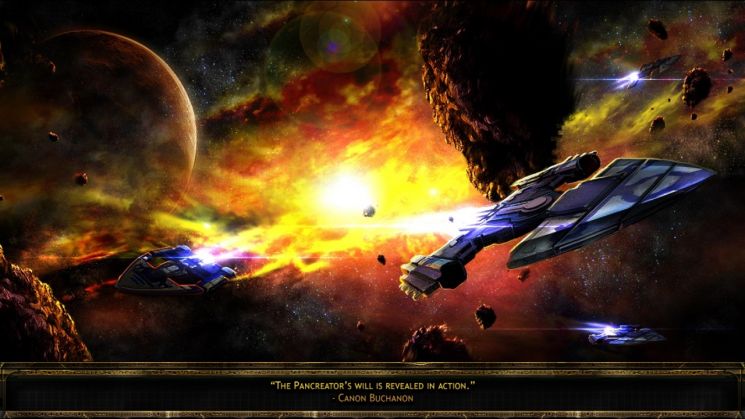 “The Pancreator’s will is revealed in action.”
- Canon Buchanon